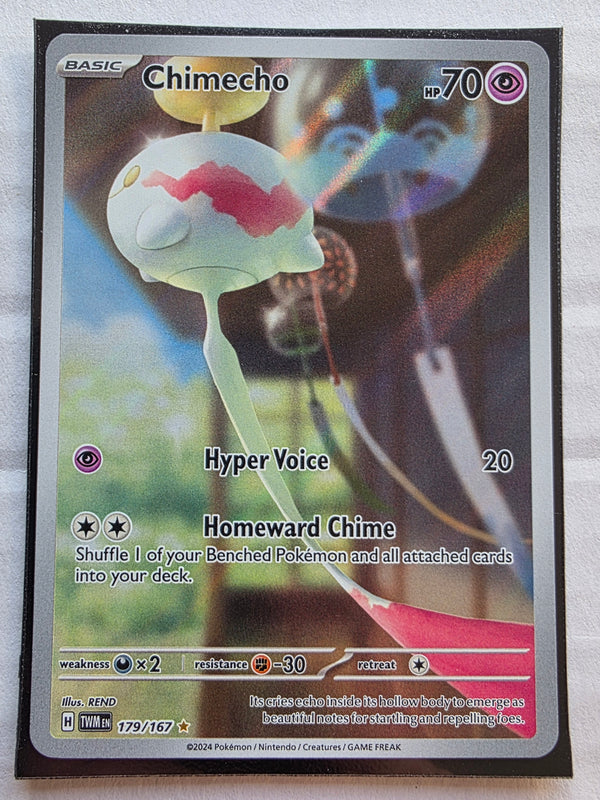 BASIC
Chimecho
HP 70
Hyper Voice 20
Homeward Chime
Shuffle 1 of your Benched Pokémon and all attached cards
into your deck.
weakness ×2 resistance -30 retreat
Illus. REND
Its cries echo inside its hollow body to emerge as
beautiful notes for startling and repelling foes.
H TWM EN 179/167
©2024 Pokémon / Nintendo / Creatures / GAME FREAK